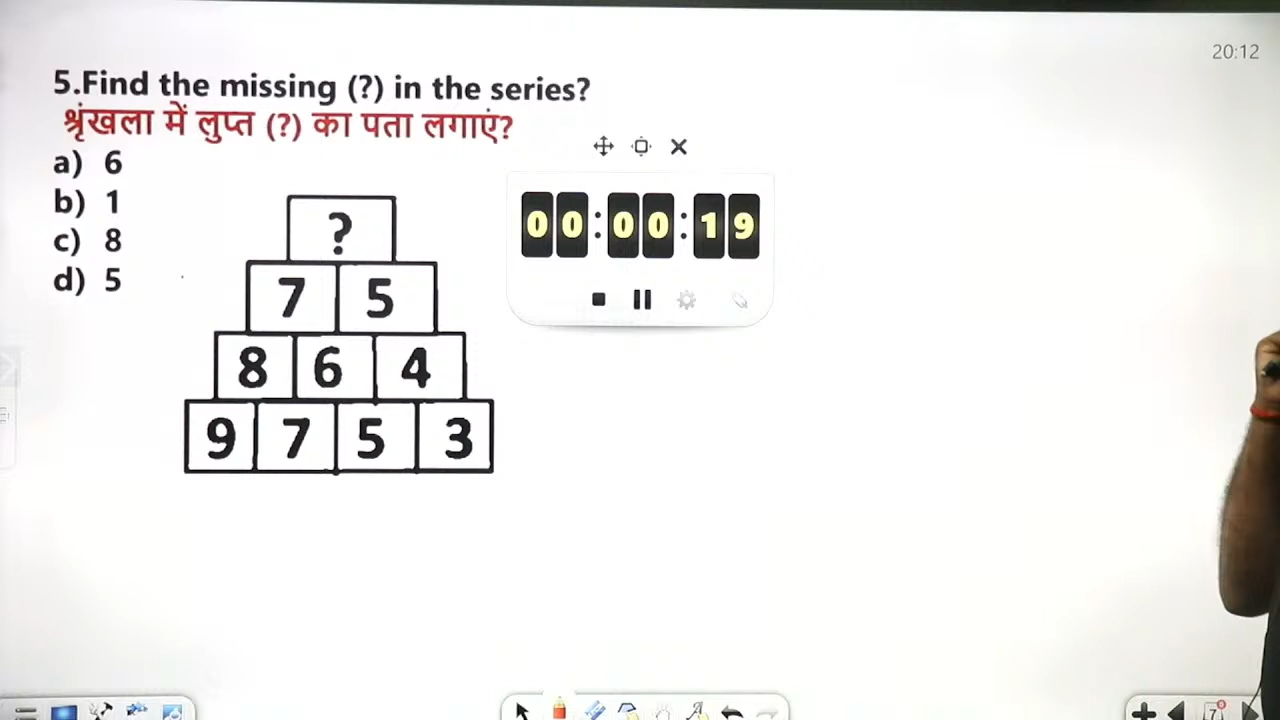 20:12
5.Find the missing (?) in the series?
श्रृंखला में लुप्त (?) का पता लगाएं?
a) 6
b) 1
c) 8
d) 5
?
7 5
8 6 4
9 7 5 3
00:00:19
7